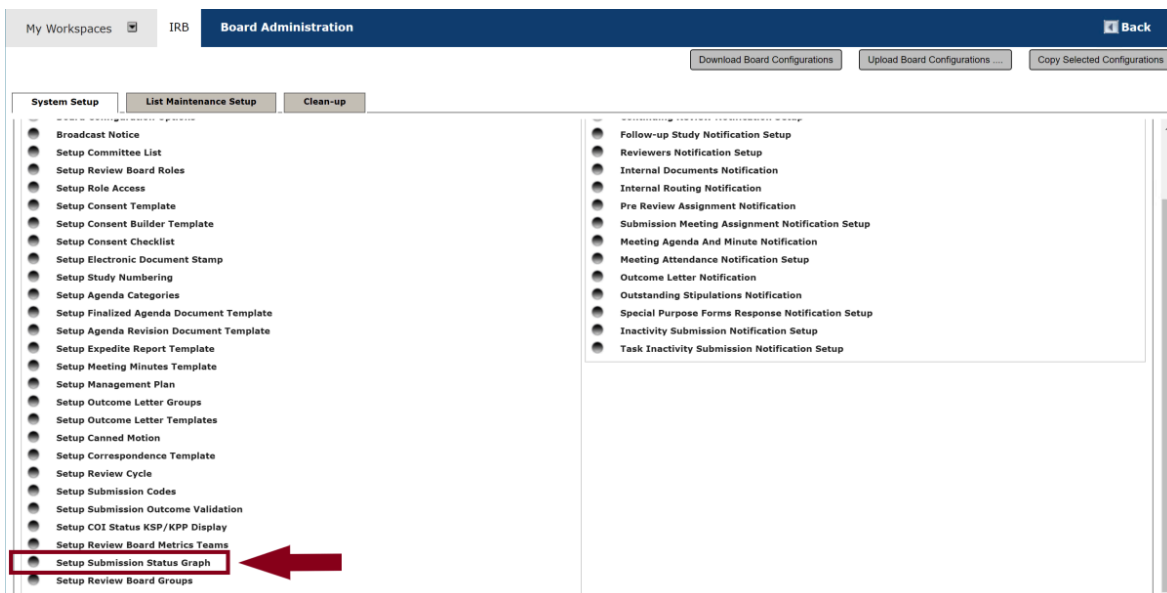 My Workspaces IRB Board Administration Back
Download Board Configurations Upload Board Configurations .... Copy Selected Configurations
System Setup List Maintenance Setup Clean-up
Board Configuration Options
Broadcast Notice
Setup Committee List
Setup Review Board Roles
Setup Role Access
Setup Consent Template
Setup Consent Builder Template
Setup Consent Checklist
Setup Electronic Document Stamp
Setup Study Numbering
Setup Agenda Categories
Setup Finalized Agenda Document Template
Setup Agenda Revision Document Template
Setup Expedite Report Template
Setup Meeting Minutes Template
Setup Management Plan
Setup Outcome Letter Groups
Setup Outcome Letter Templates
Setup Canned Motion
Setup Correspondence Template
Setup Review Cycle
Setup Submission Codes
Setup Submission Outcome Validation
Setup COI Status KSP/KPP Display
Setup Review Board Metrics Teams
Setup Submission Status Graph
Setup Review Board Groups
Continuing Review Notification Setup
Follow-up Study Notification Setup
Reviewers Notification Setup
Internal Documents Notification
Internal Routing Notification
Pre Review Assignment Notification
Submission Meeting Assignment Notification Setup
Meeting Agenda And Minute Notification
Meeting Attendance Notification Setup
Outcome Letter Notification
Outstanding Stipulations Notification
Special Purpose Forms Response Notification Setup
Inactivity Submission Notification Setup
Task Inactivity Submission Notification Setup